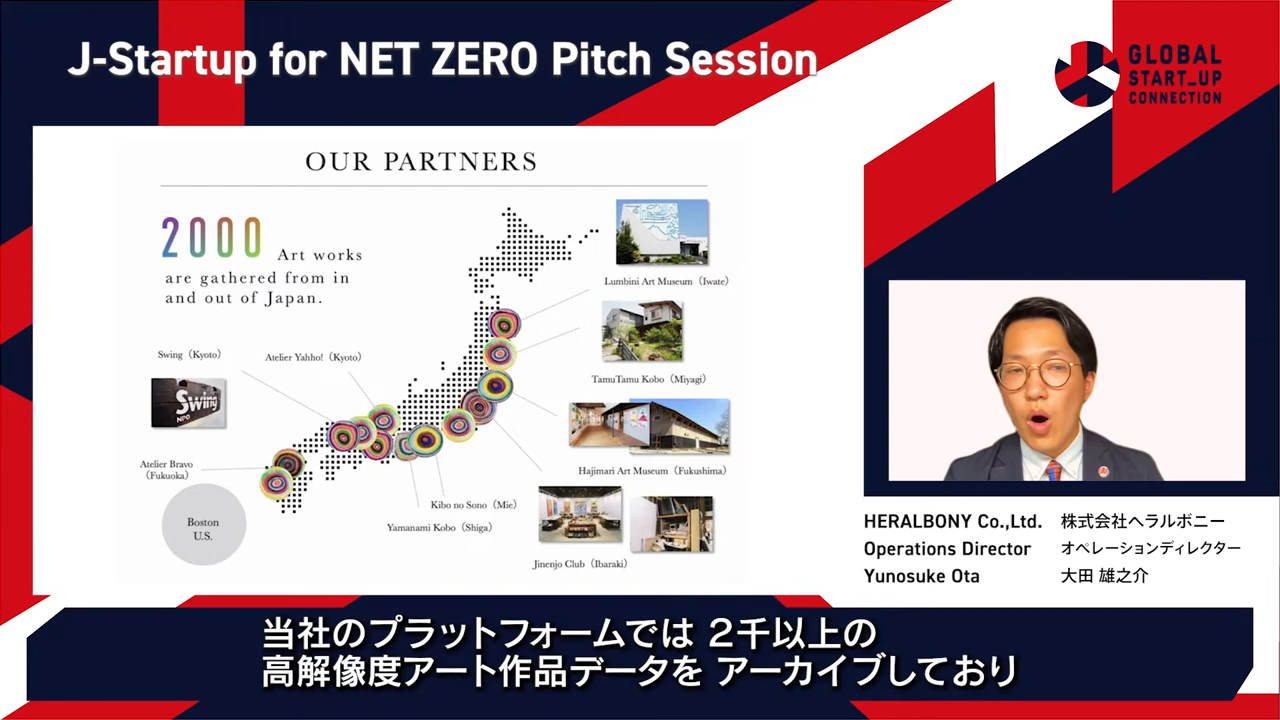 J-Startup for NET ZERO Pitch Session
GLOBAL
START_UP
CONNECTION
OUR PARTNERS
2000 Art works
are gathered from in
and out of Japan.
Lumbini Art Museum（Iwate）
TamuTamu Kobo（Miyagi）
Swing（Kyoto）
Atelier Yahho!（Kyoto）
Swing
NPO
Hajimari Art Museum（Fukushima）
Atelier Bravo
（Fukuoka）
Kibo no Sono（Mie）
Yamanami Kobo（Shiga）
Boston
U.S.
Jinenjo Club（Ibaraki）
HERALBONY Co.,Ltd. 株式会社ヘラルボニー
Operations Director オペレーションディレクター
Yunosuke Ota 大田 雄之介
当社のプラットフォームでは ２千以上の
高解像度アート作品データを アーカイブしており